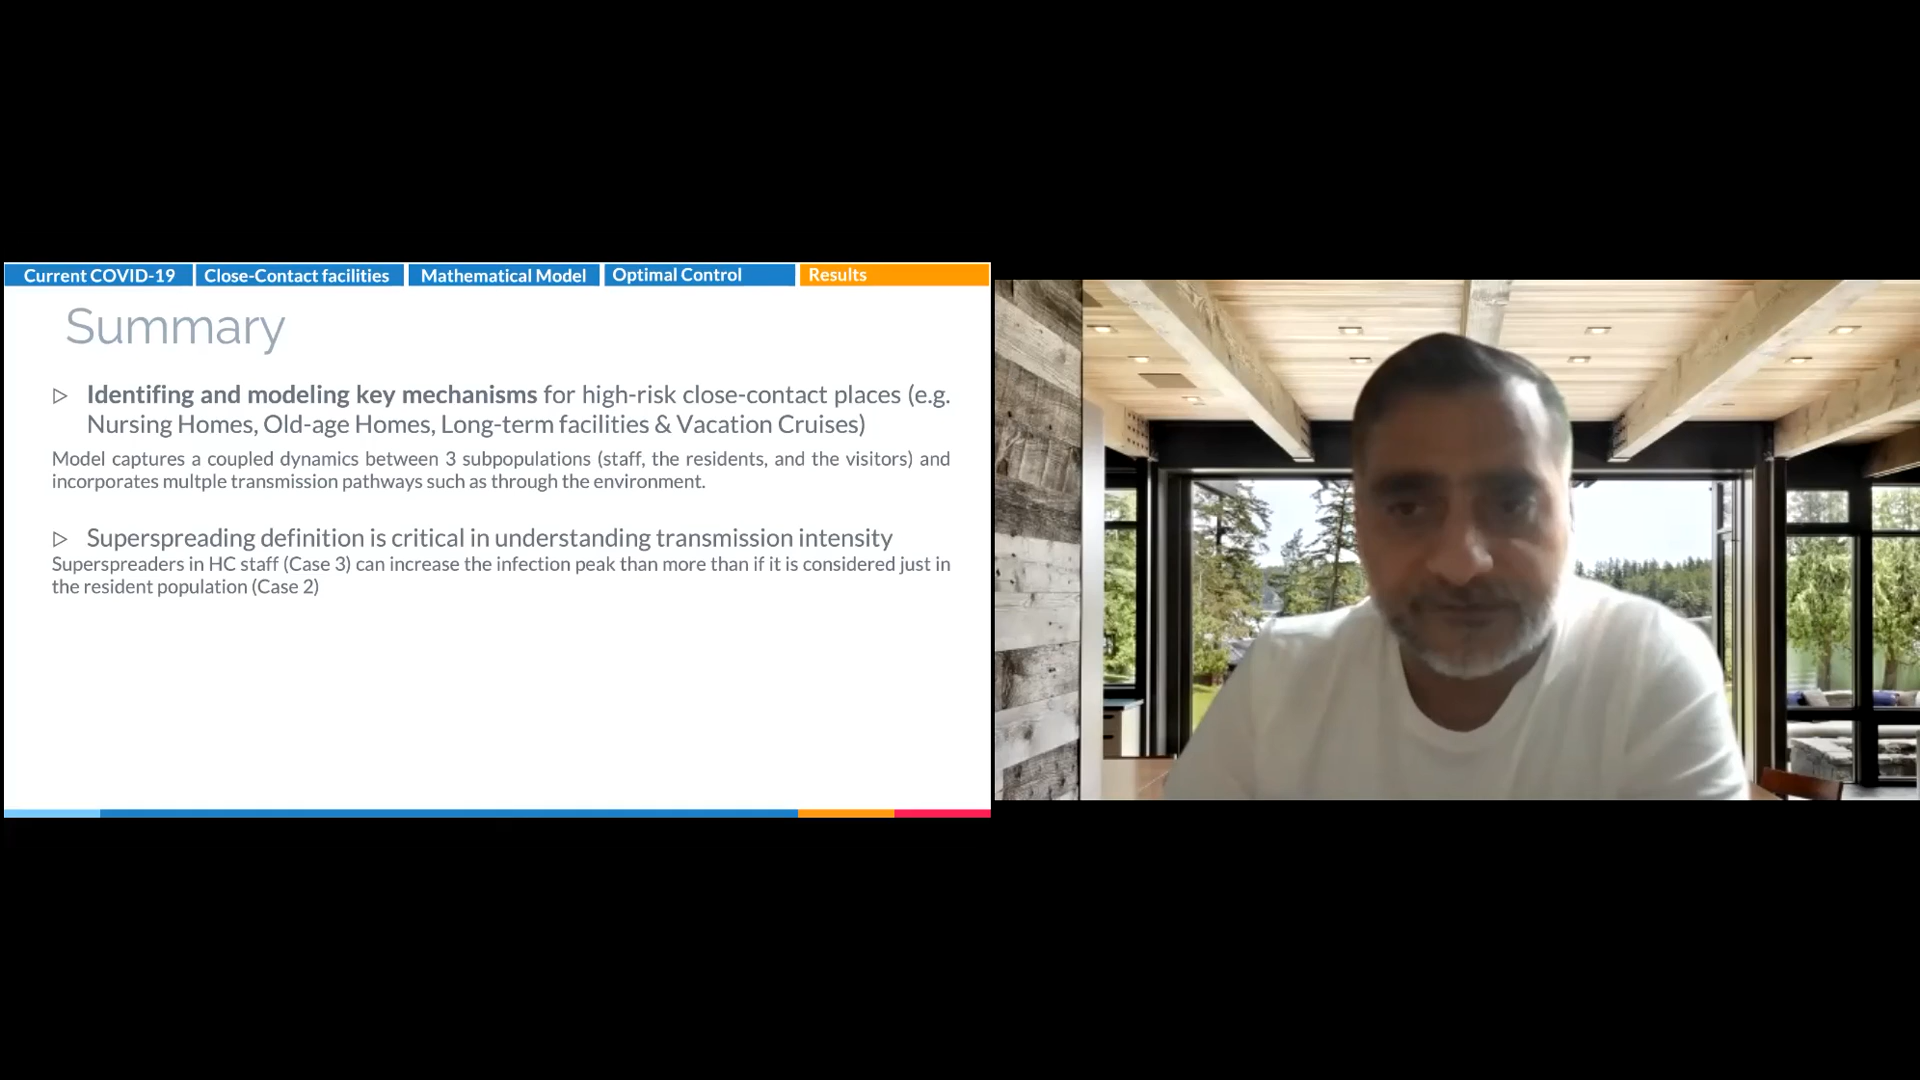 Current COVID-19 Close-Contact facilities Mathematical Model Optimal Control Results
Summary
▷ Identifing and modeling key mechanisms for high-risk close-contact places (e.g.
Nursing Homes, Old-age Homes, Long-term facilities & Vacation Cruises)
Model captures a coupled dynamics between 3 subpopulations (staff, the residents, and the visitors) and
incorporates multple transmission pathways such as through the environment.
▷ Superspreading definition is critical in understanding transmission intensity
Superspreaders in HC staff (Case 3) can increase the infection peak than more than if it is considered just in
the resident population (Case 2)